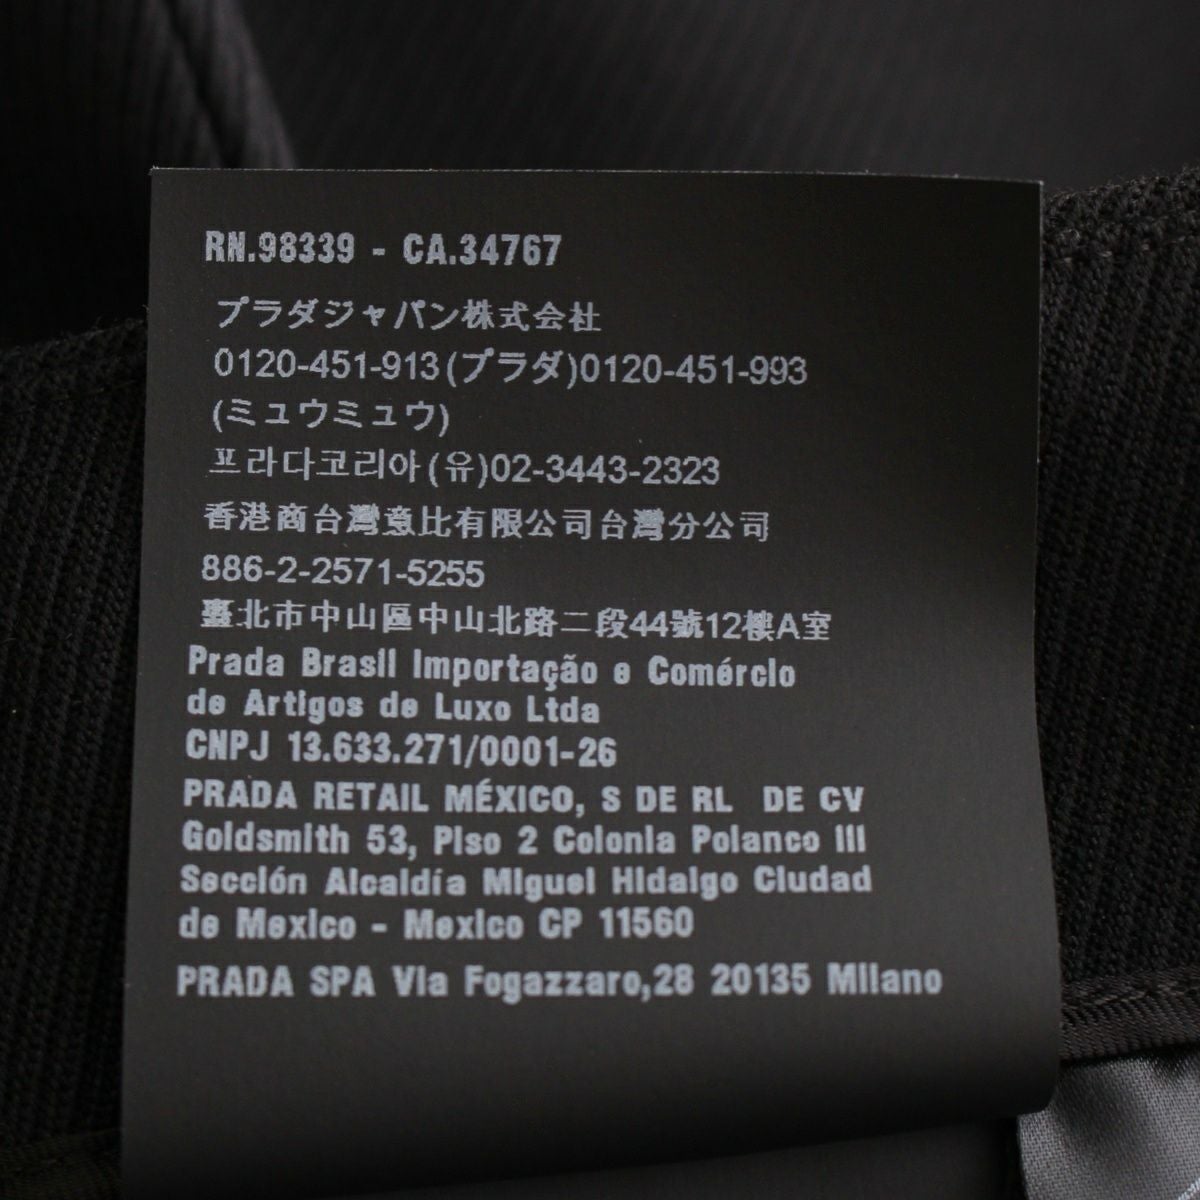 RN.98339 - CA.34767
プラダジャパン株式会社
0120-451-913(プラダ)0120-451-993
(ミュウミュウ)
프라다코리아(유)02-3443-2323
香港商台灣意比有限公司台灣分公司
886-2-2571-5255
臺北市中山區中山北路二段44號12樓A室
Prada Brasil Importação e Comércio
de Artigos de Luxo Ltda
CNPJ 13.633.271/0001-26
PRADA RETAIL MÉXICO, S DE RL DE CV
Goldsmith 53, Piso 2 Colonia Polanco III
Sección Alcaldía Miguel Hidalgo Ciudad
de Mexico - Mexico CP 11560
PRADA SPA Via Fogazzaro,28 20135 Milano